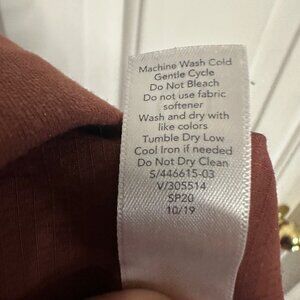 Machine Wash Cold
Gentle Cycle
Do Not Bleach
Do not use fabric
softener
Wash and dry with
like colors
Tumble Dry Low
Cool Iron if needed
Do Not Dry Clean
S/446615-03
V/305514
SP20
10/19